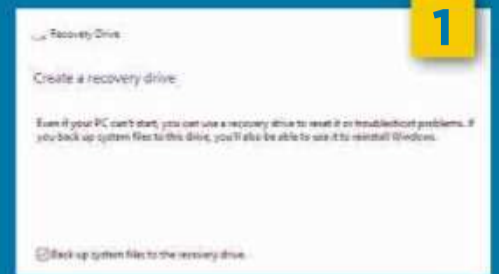 1
Recovery Drive
Create a recovery drive
Even if your PC can't start, you can use a recovery drive to reset it or troubleshoot problems. If
you back up system files to this drive, you'll also be able to use it to reinstall Windows.
Back up system files to the recovery drive.